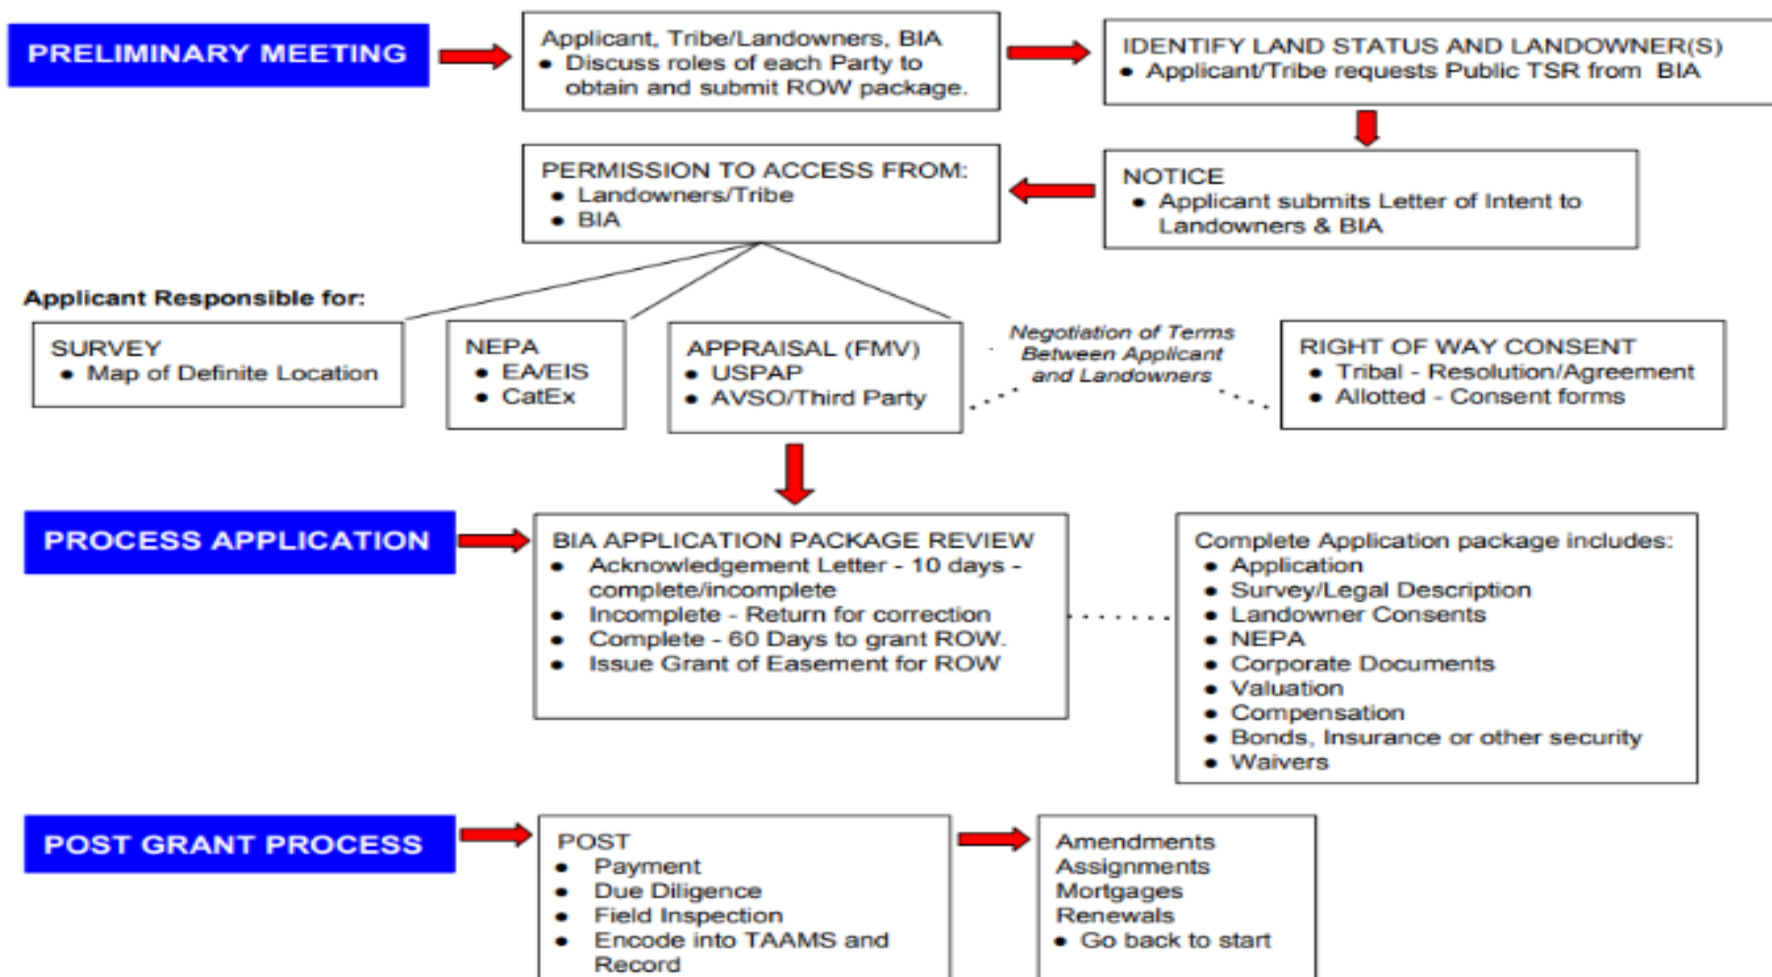 PRELIMINARY MEETING
Applicant, Tribe/Landowners, BIA
• Discuss roles of each Party to
obtain and submit ROW package.
IDENTIFY LAND STATUS AND LANDOWNER(S)
• Applicant/Tribe requests Public TSR from BIA
NOTICE
• Applicant submits Letter of Intent to
Landowners & BIA
PERMISSION TO ACCESS FROM:
• Landowners/Tribe
• BIA
Applicant Responsible for:
SURVEY
• Map of Definite Location
NEPA
• EA/EIS
• CatEx
APPRAISAL (FMV)
• USPAP
• AVSO/Third Party
Negotiation of Terms
Between Applicant
and Landowners
RIGHT OF WAY CONSENT
• Tribal - Resolution/Agreement
• Allotted - Consent forms
PROCESS APPLICATION
BIA APPLICATION PACKAGE REVIEW
• Acknowledgement Letter - 10 days -
complete/incomplete
• Incomplete - Return for correction
• Complete - 60 Days to grant ROW.
• Issue Grant of Easement for ROW
Complete Application package includes:
• Application
• Survey/Legal Description
• Landowner Consents
• NEPA
• Corporate Documents
• Valuation
• Compensation
• Bonds, Insurance or other security
• Waivers
POST GRANT PROCESS
POST
• Payment
• Due Diligence
• Field Inspection
• Encode into TAAMS and
Record
Amendments
Assignments
Mortgages
Renewals
• Go back to start